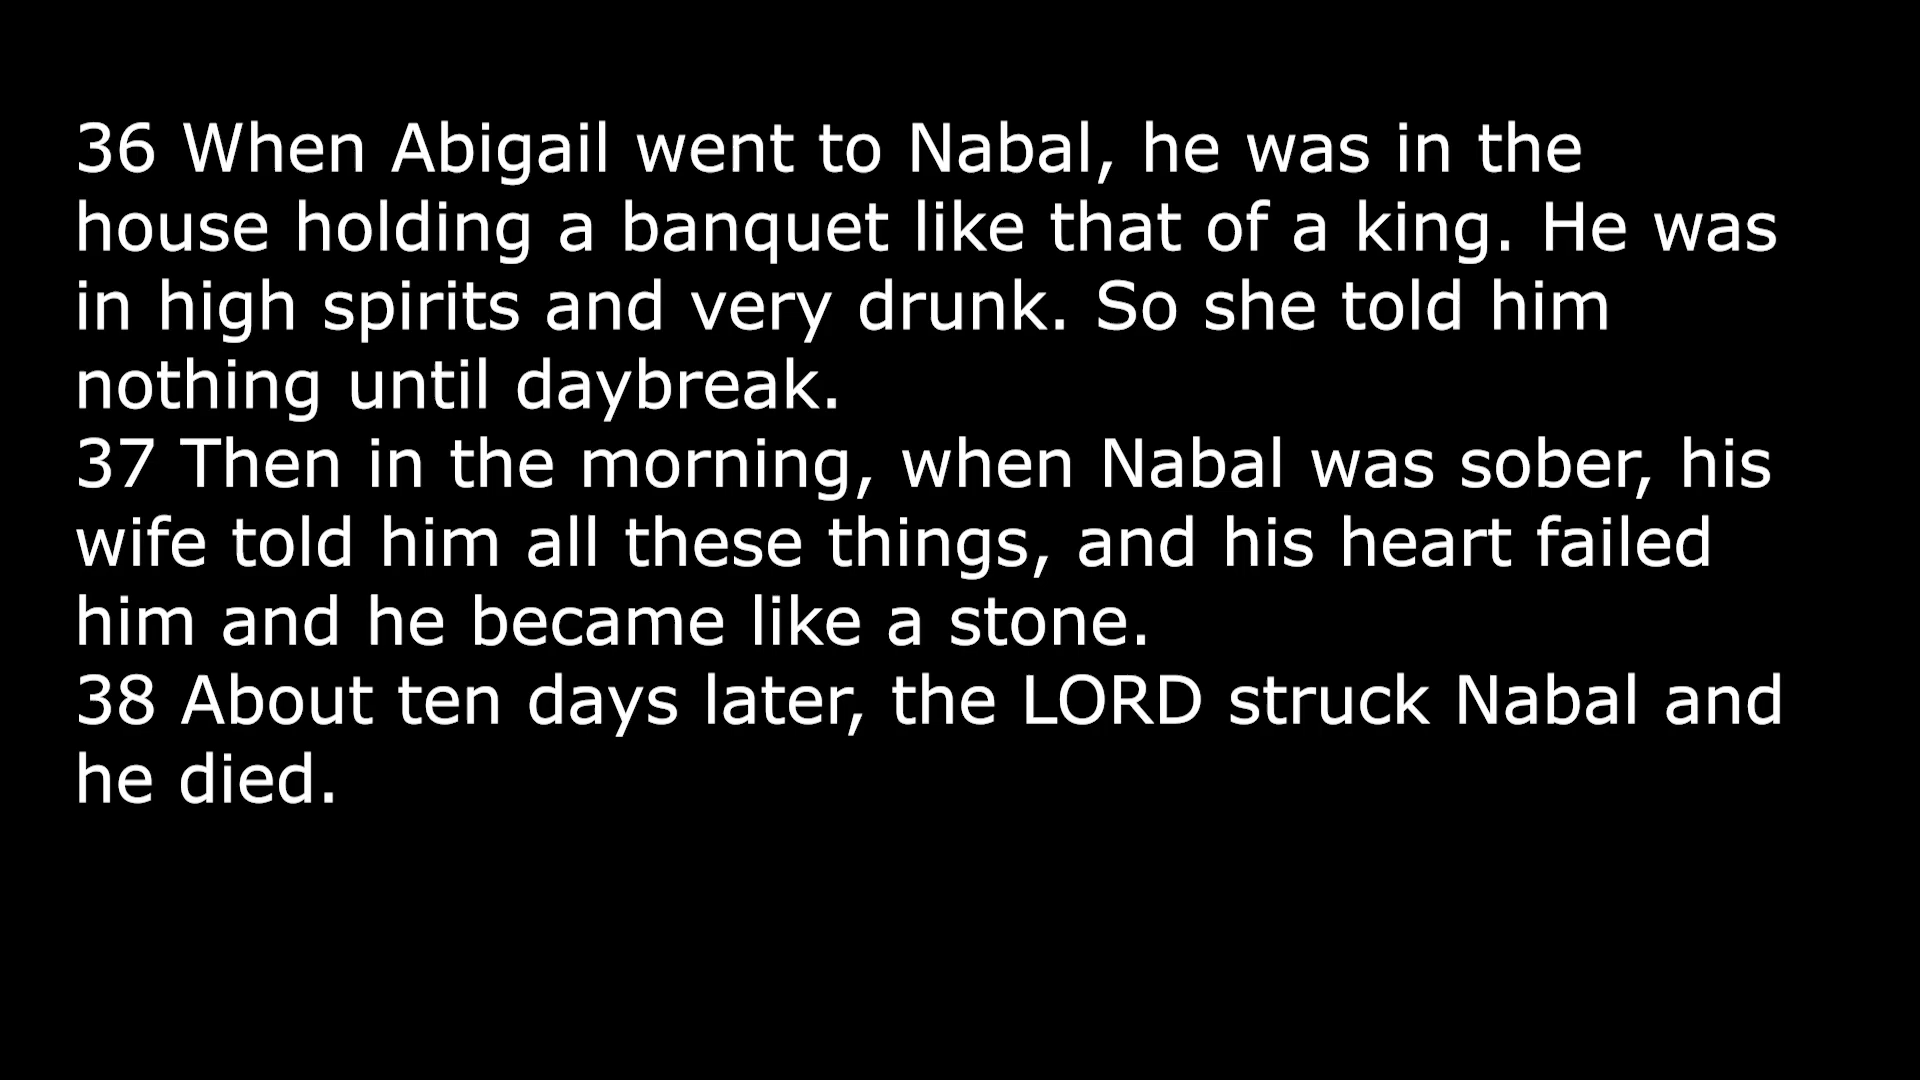 36 When Abigail went to Nabal, he was in the
house holding a banquet like that of a king. He was
in high spirits and very drunk. So she told him
nothing until daybreak.
37 Then in the morning, when Nabal was sober, his
wife told him all these things, and his heart failed
him and he became like a stone.
38 About ten days later, the LORD struck Nabal and
he died.